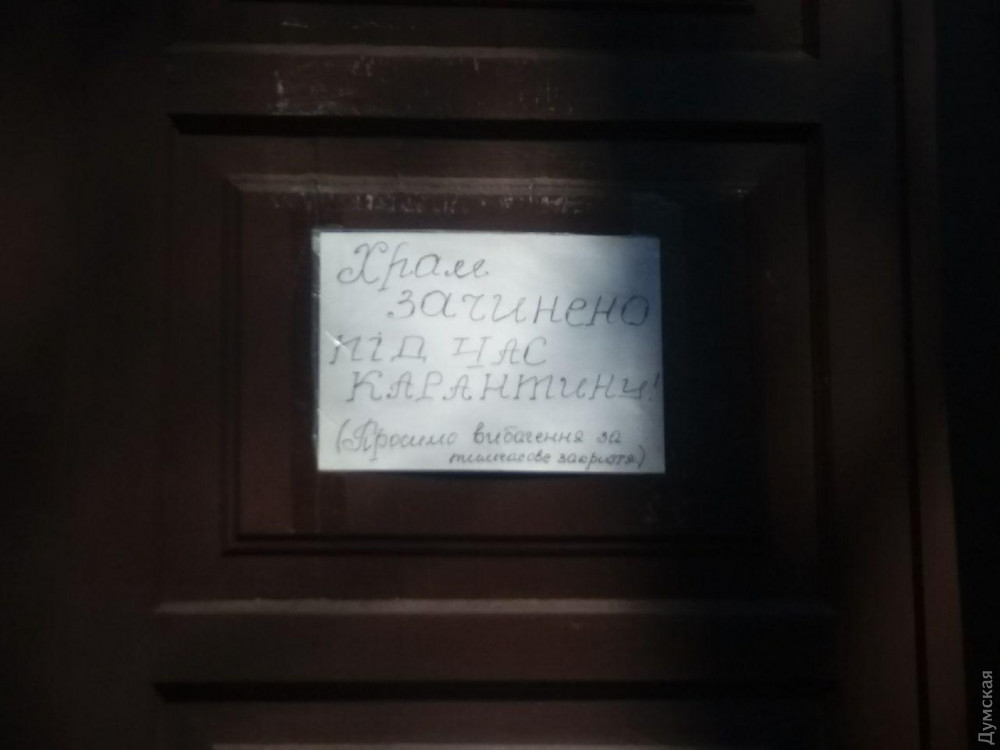 Храм
зачинено
під час
карантину!
(Просимо вибачення за
тимчасове закриття)
Думская